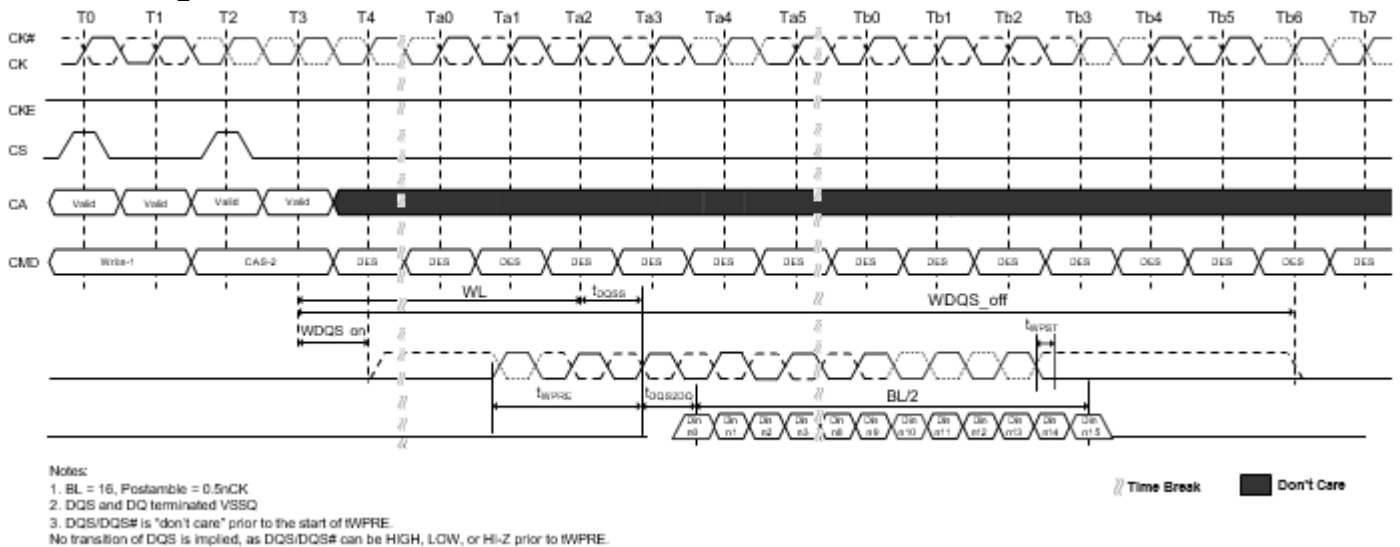 T0 T1 T2 T3 T4 Ta0 Ta1 Ta2 Ta3 Ta4 Ta5 Tb0 Tb1 Tb2 Tb3 Tb4 Tb5 Tb6 Tb7
CK#
CK
CKE
CS
CA Valid Valid Valid Valid
CMD Write-1 CAS-2 DES DES DES DES DES DES DES DES DES DES DES DES DES DES DES
WL tDQSS WDQS_off
WDQS on tWPST
tWPRE tDQS2DQ BL/2
Din n0 Din n1 Din n2 Din n3 Din n8 Din n9 Din n10 Din n11 Din n12 Din n13 Din n14 Din n15
Notes:
1. BL = 16, Postamble = 0.5nCK
2. DQS and DQ terminated VSSQ
3. DQS/DQS# is "don't care" prior to the start of tWPRE.
No transition of DQS is implied, as DQS/DQS# can be HIGH, LOW, or HI-Z prior to tWPRE.
Time Break Don't Care